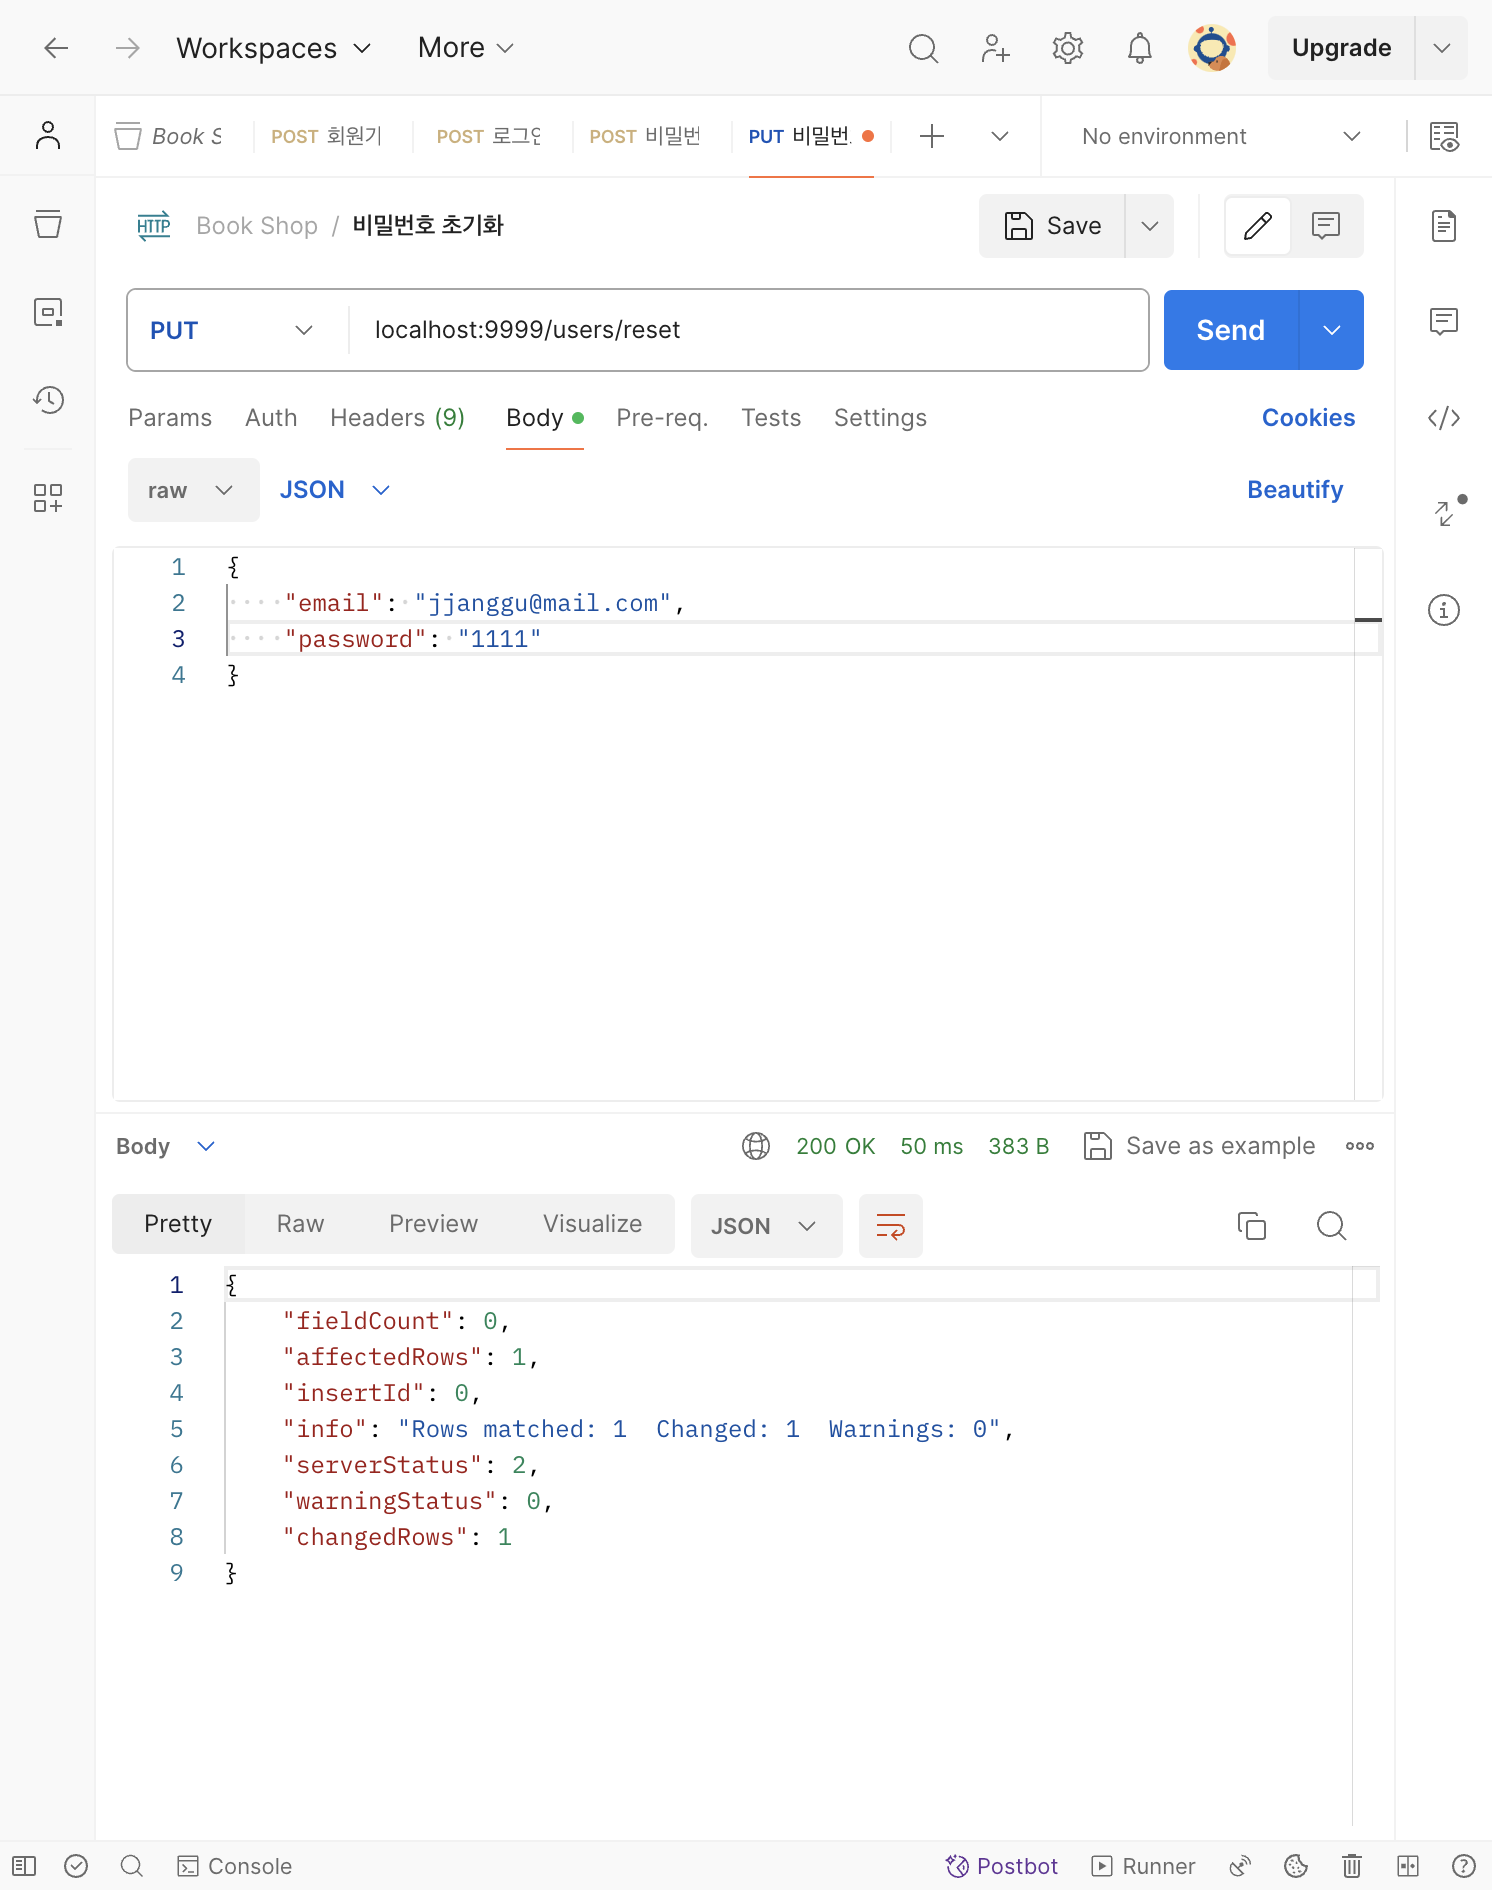 Workspaces More Upgrade
Book S POST 회원가 POST 로그인 POST 비밀번 PUT 비밀번. No environment
HTTP Book Shop / 비밀번호 초기화 Save
PUT localhost:9999/users/reset Send
Params Auth Headers (9) Body Pre-req. Tests Settings Cookies
raw JSON Beautify
1 {
2 "email": "jjanggu@mail.com",
3 "password": "1111"
4 }
Body 200 OK 50 ms 383 B Save as example
Pretty Raw Preview Visualize JSON
1 {
2 "fieldCount": 0,
3 "affectedRows": 1,
4 "insertId": 0,
5 "info": "Rows matched: 1  Changed: 1  Warnings: 0",
6 "serverStatus": 2,
7 "warningStatus": 0,
8 "changedRows": 1
9 }
Console Postbot Runner